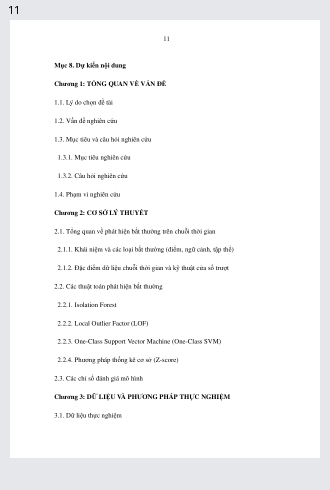 11
11
Mục 8. Dự kiến nội dung
Chương 1: TỔNG QUAN VỀ VẤN ĐỀ
1.1. Lý do chọn đề tài
1.2. Vấn đề nghiên cứu
1.3. Mục tiêu và câu hỏi nghiên cứu
1.3.1. Mục tiêu nghiên cứu
1.3.2. Câu hỏi nghiên cứu
1.4. Phạm vi nghiên cứu
Chương 2: CƠ SỞ LÝ THUYẾT
2.1. Tổng quan về phát hiện bất thường trên chuỗi thời gian
2.1.1. Khái niệm và các loại bất thường (điểm, ngữ cảnh, tập thể)
2.1.2. Đặc điểm dữ liệu chuỗi thời gian và kỹ thuật cửa sổ trượt
2.2. Các thuật toán phát hiện bất thường
2.2.1. Isolation Forest
2.2.2. Local Outlier Factor (LOF)
2.2.3. One-Class Support Vector Machine (One-Class SVM)
2.2.4. Phương pháp thống kê cơ sở (Z-score)
2.3. Các chỉ số đánh giá mô hình
Chương 3: DỮ LIỆU VÀ PHƯƠNG PHÁP THỰC NGHIỆM
3.1. Dữ liệu thực nghiệm